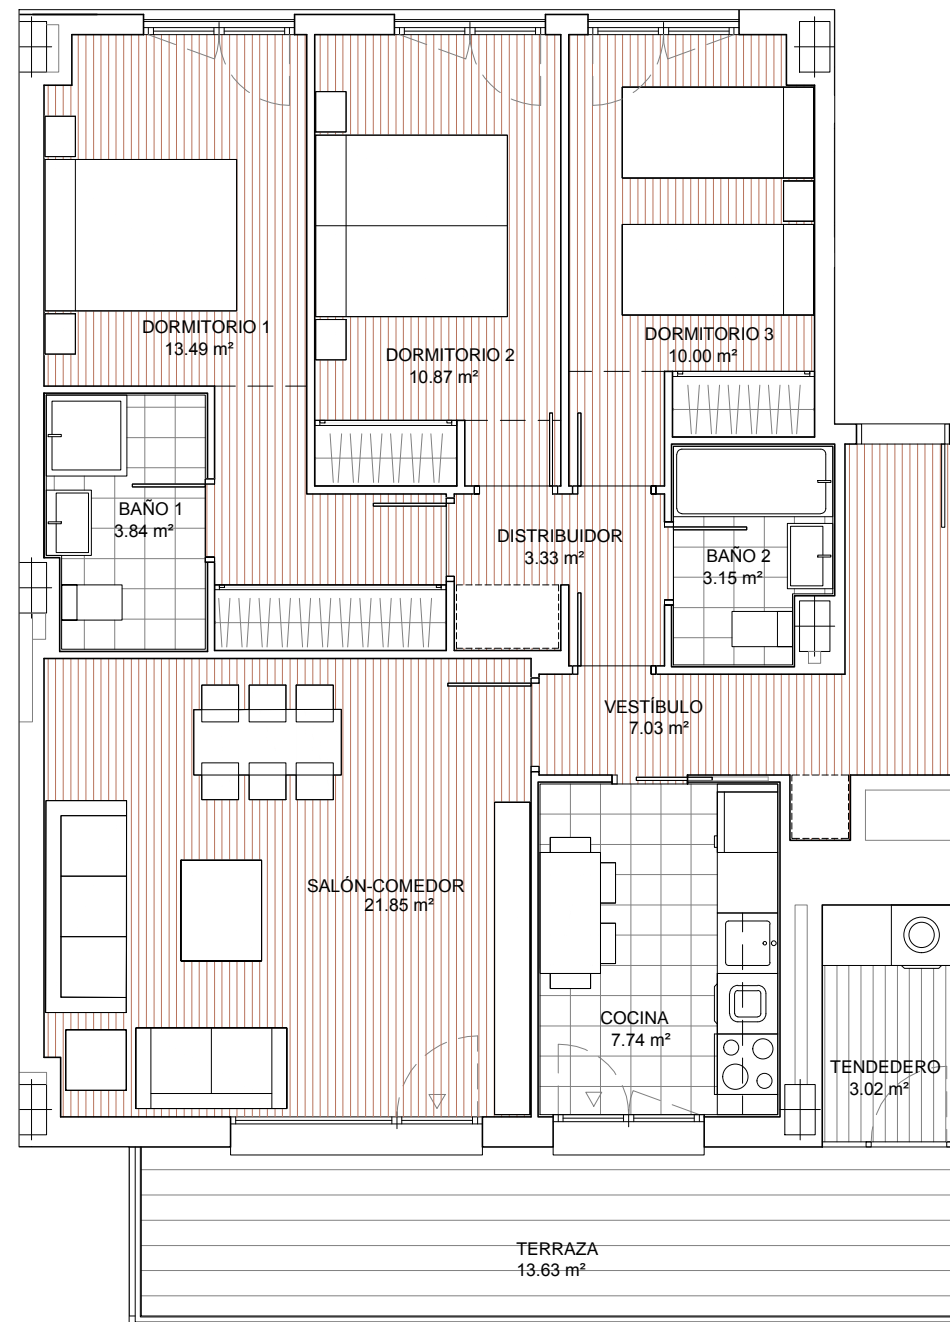 DORMITORIO 1
13.49 m²
DORMITORIO 2
10.87 m²
DORMITORIO 3
10.00 m²
BAÑO 1
3.84 m²
DISTRIBUIDOR
3.33 m²
BAÑO 2
3.15 m²
VESTÍBULO
7.03 m²
SALÓN-COMEDOR
21.85 m²
COCINA
7.74 m²
TENDEDERO
3.02 m²
TERRAZA
13.63 m²